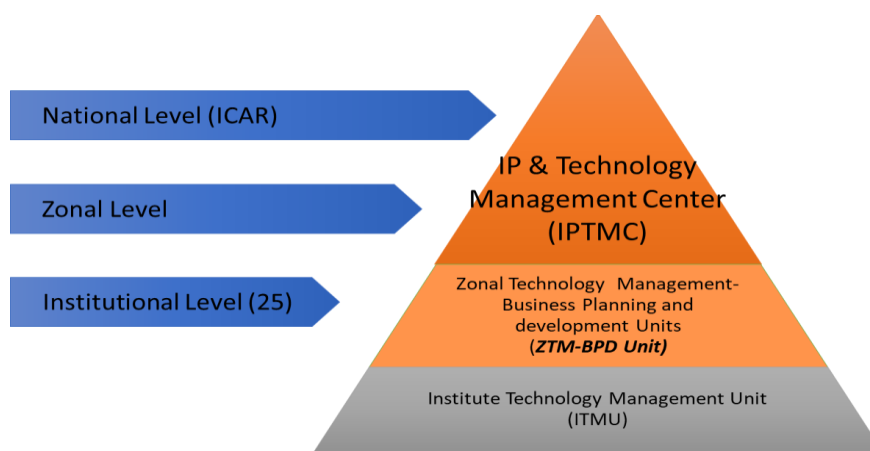 National Level (ICAR)
Zonal Level
Institutional Level (25)
IP & Technology
Management Center
(IPTMC)
Zonal Technology Management-
Business Planning and
development Units
(ZTM-BPD Unit)
Institute Technology Management Unit
(ITMU)